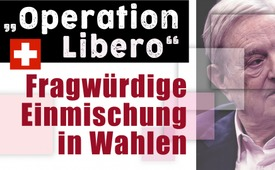 „Operation
Libero“
Fragwürdige
Einmischung
in Wahlen